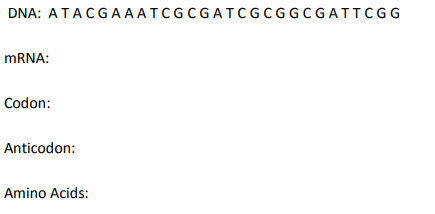 DNA: A T A C G A A A T C G C G A T C G C G G C G A T T C G G
mRNA:
Codon:
Anticodon:
Amino Acids: